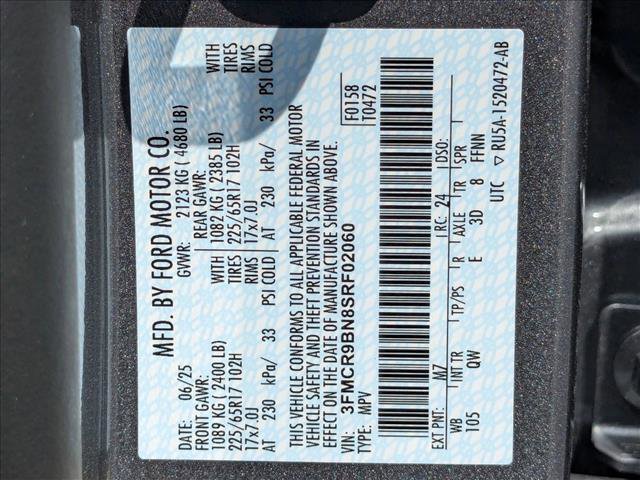 MFD. BY FORD MOTOR CO.
DATE: 06/25 GVWR: 2123 KG ( 4680 LB)
FRONT GAWR: REAR GAWR:
1089 KG ( 2400 LB) WITH 1082 KG ( 2385 LB) WITH
225/65R17 102H TIRES 225/65R17 102H TIRES
17x7.0J RIMS 17x7.0J RIMS
AT 230 kPa/ 33 PSI COLD AT 230 kPa/ 33 PSI COLD
THIS VEHICLE CONFORMS TO ALL APPLICABLE FEDERAL MOTOR
VEHICLE SAFETY AND THEFT PREVENTION STANDARDS IN
EFFECT ON THE DATE OF MANUFACTURE SHOWN ABOVE.
VIN: 3FMCR9BN8SRF02060 F0158
TYPE: MPV T0472
EXT PNT: M7 RC: 24 DSO:
WB INT TR TP/PS R AXLE TR SPR
105 QW E 3D 8 FFNN
UTC ▽ RU5A-1520472-AB